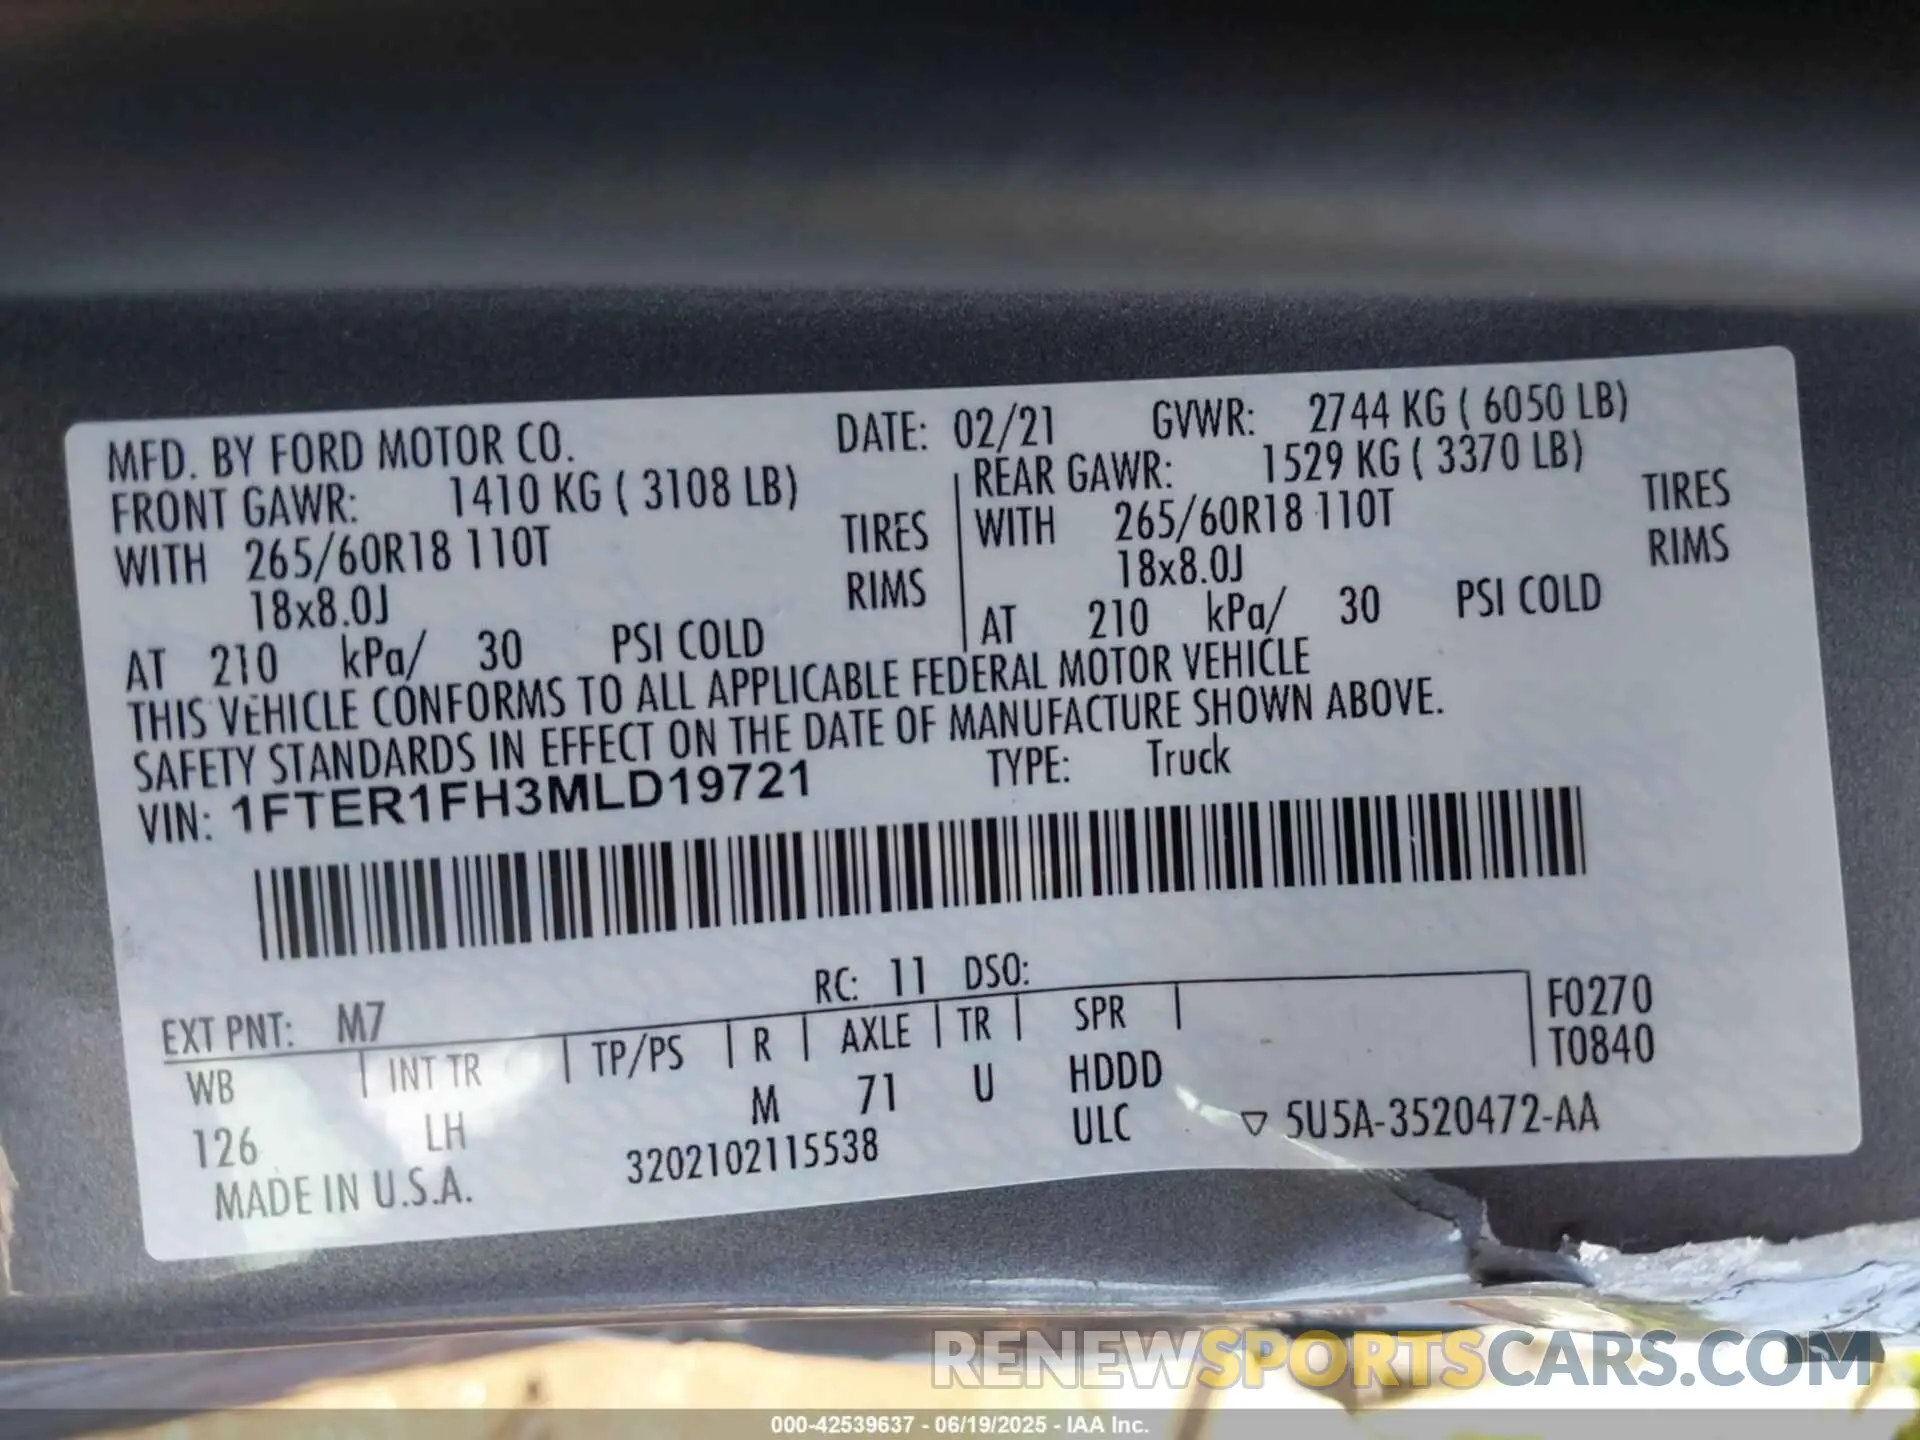 MFD. BY FORD MOTOR CO. DATE: 02/21 GVWR: 2744 KG ( 6050 LB)
FRONT GAWR: 1410 KG ( 3108 LB) REAR GAWR: 1529 KG ( 3370 LB)
WITH 265/60R18 110T TIRES WITH 265/60R18 110T TIRES
18x8.0J RIMS 18x8.0J RIMS
AT 210 kPa/ 30 PSI COLD AT 210 kPa/ 30 PSI COLD
THIS VEHICLE CONFORMS TO ALL APPLICABLE FEDERAL MOTOR VEHICLE
SAFETY STANDARDS IN EFFECT ON THE DATE OF MANUFACTURE SHOWN ABOVE.
VIN: 1FTER1FH3MLD19721 TYPE: Truck
EXT PNT: M7 RC: 11 DSO:
WB INT TR TP/PS R AXLE TR SPR F0270
T0840
126 LH M 71 U HDDD
MADE IN U.S.A. 3202102115538 ULC ▽ 5U5A-3520472-AA
RENEWSPORTSCARS.COM
000-42539637 - 06/19/2025 - IAA Inc.